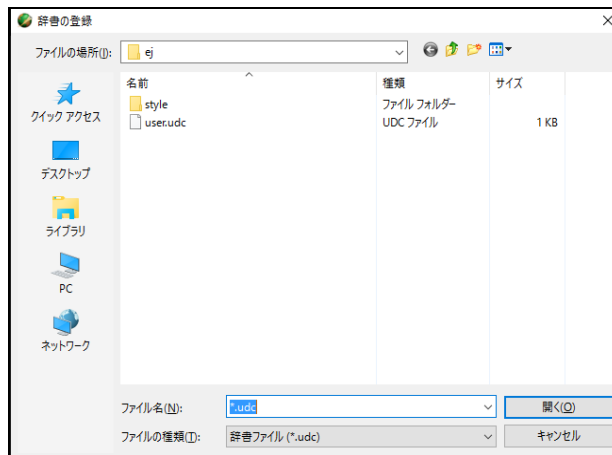 辞書の登録
ファイルの場所(I): ej
名前 種類 サイズ
style ファイル フォルダー
user.udc UDC ファイル 1 KB
クイック アクセス
デスクトップ
ライブラリ
PC
ネットワーク
ファイル名(N): *.udc 開く(O)
ファイルの種類(T): 辞書ファイル (*.udc) キャンセル